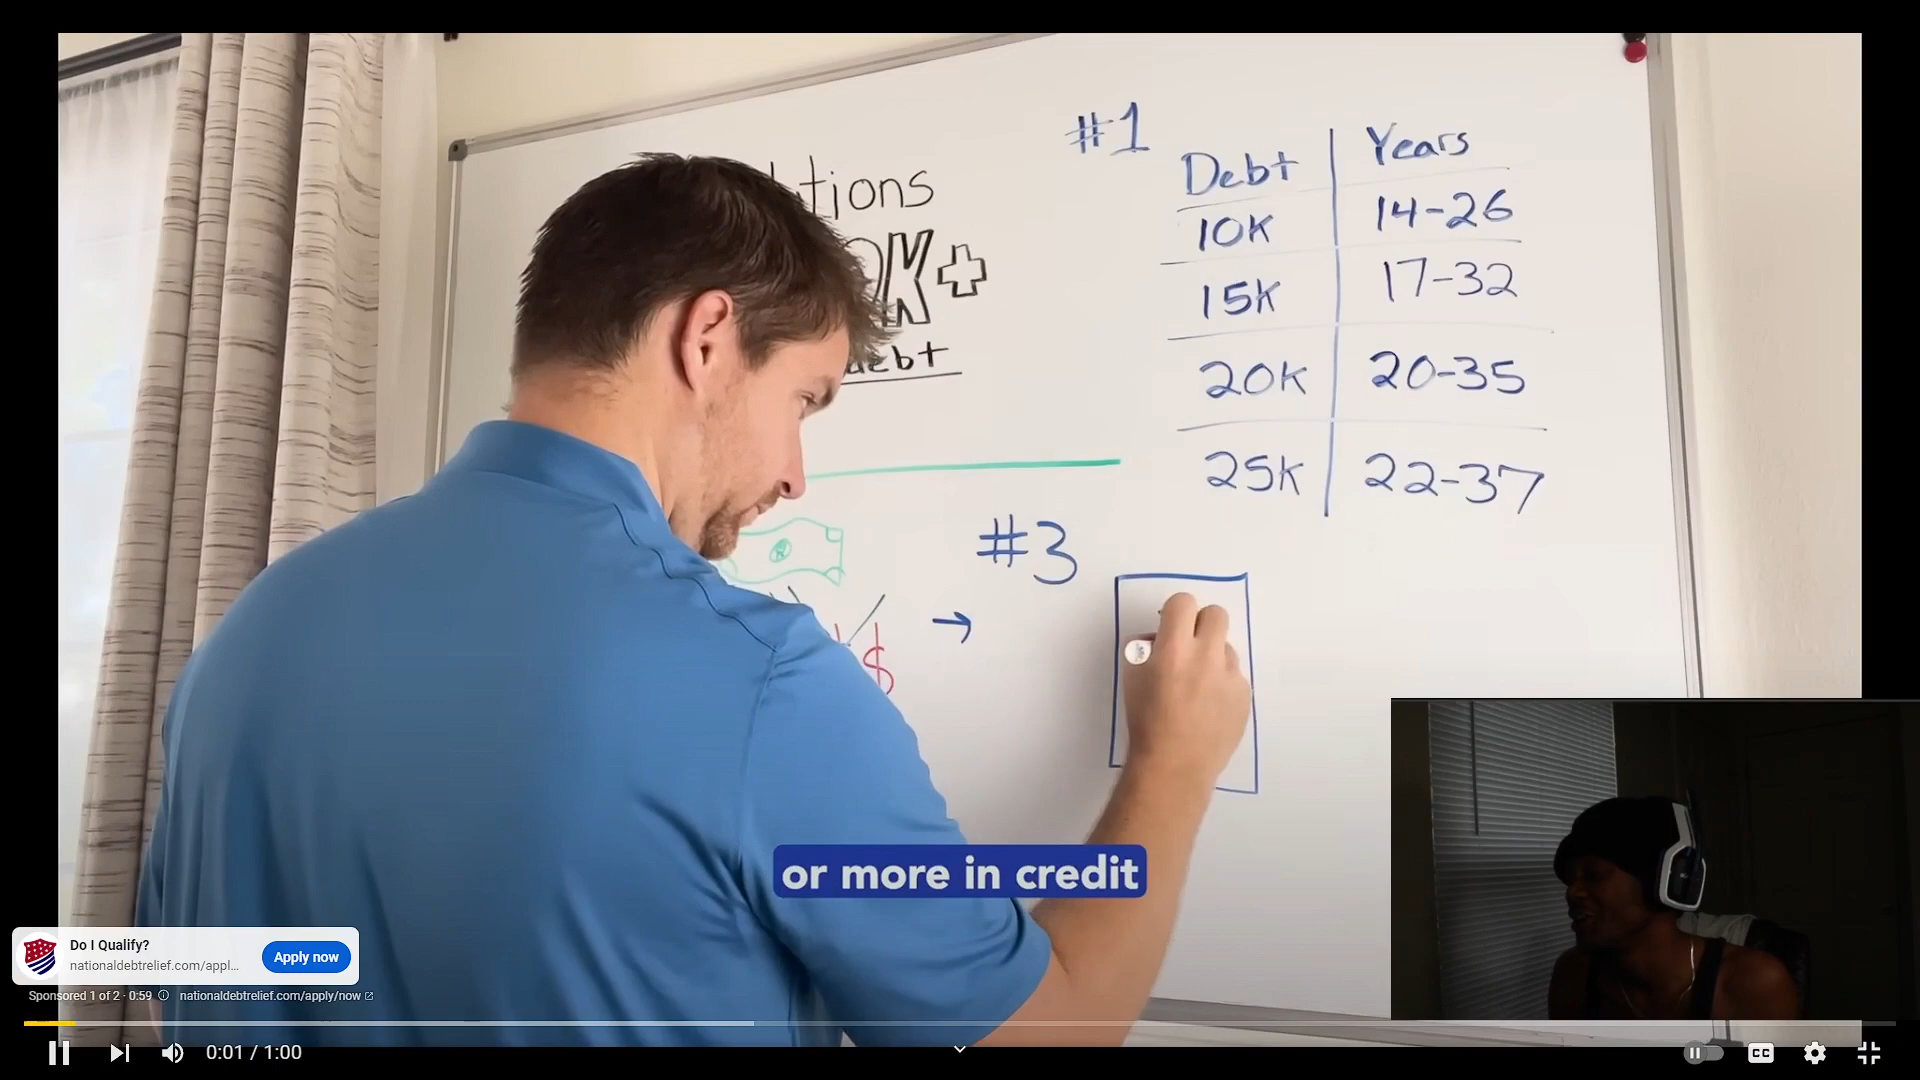 #1
Debt
Years
10K
14-26
15K
17-32
20K
20-35
25K
22-37
K+
debt
#3
$
or more in credit
Do I Qualify?
nationaldebtrelief.com/appl...
Apply now
Sponsored 1 of 2 · 0:59
nationaldebtrelief.com/apply/now
0:01 / 1:00
CC